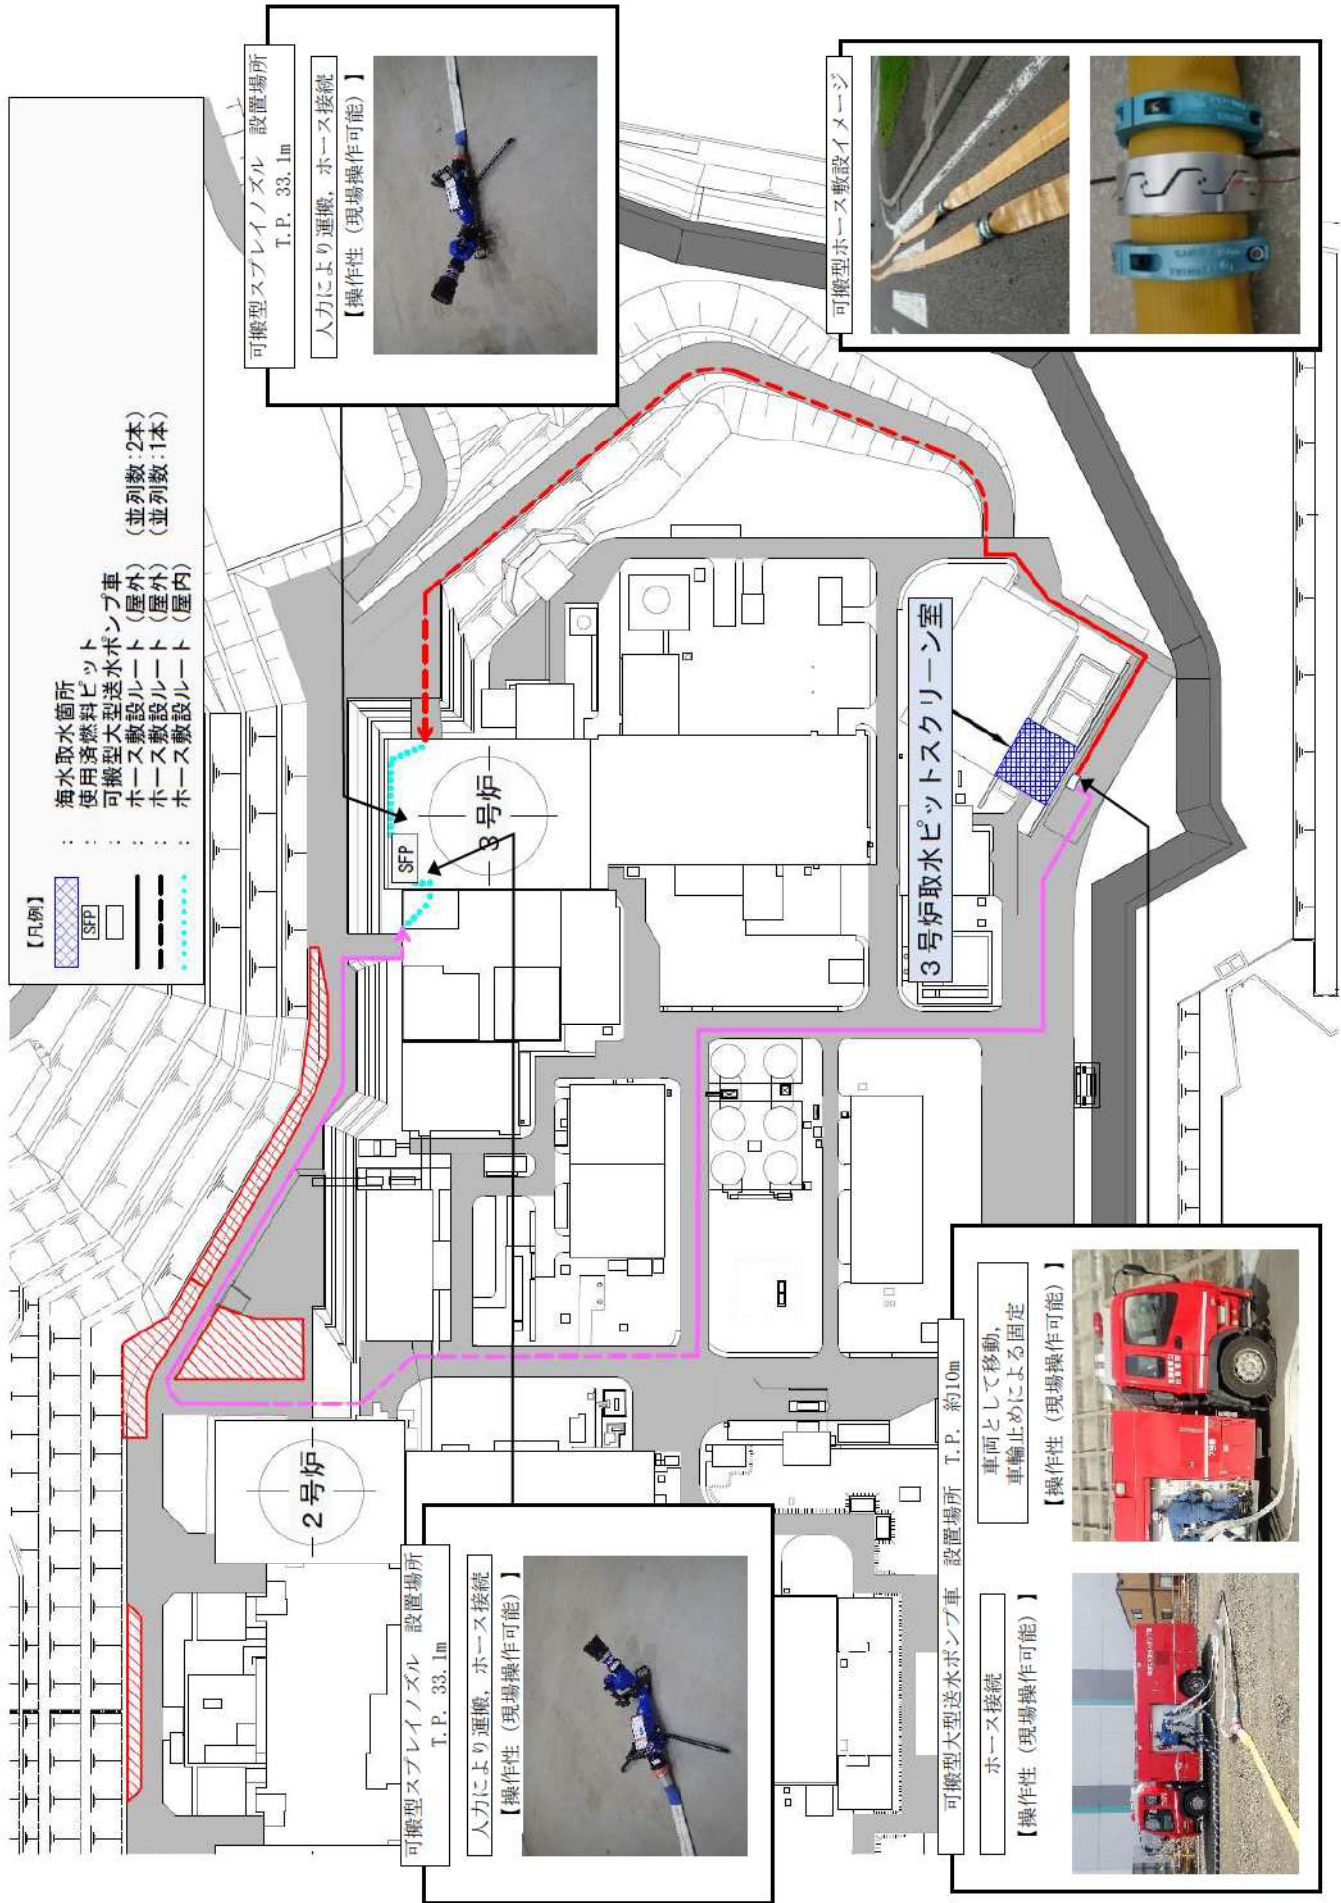 【凡例】
： 海水取水箇所
SFP ： 使用済燃料ピット
： 可搬型大型送水ポンプ車
： ホース敷設ルート（屋外）（並列数：2本）
： ホース敷設ルート（屋外）（並列数：1本）
： ホース敷設ルート（屋内）
可搬型スプレイノズル 設置場所
T.P. 33.1m
人力により運搬，ホース接続
【操作性（現場操作可能）】
2号炉
SFP
3号炉
3号炉取水ピットスクリーン室
可搬型スプレイノズル 設置場所
T.P. 33.1m
人力により運搬，ホース接続
【操作性（現場操作可能）】
可搬型ホース敷設イメージ
可搬型大型送水ポンプ車 設置場所 T.P. 約10m
ホース接続
【操作性（現場操作可能）】
車両として移動，
車輪止めによる固定
【操作性（現場操作可能）】